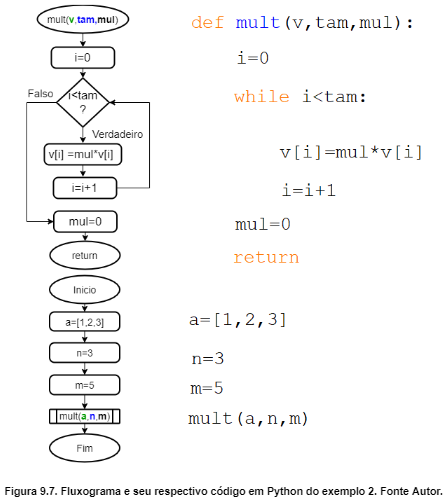 mult(v,tam,mul)
i=0
Falso
i<tam
?
Verdadeiro
v[i] =mul*v[i]
i=i+1
mul=0
return
Inicio
a=[1,2,3]
n=3
m=5
mult(a,n,m)
Fim
def mult(v,tam,mul):
i=0
while i<tam:
v[i]=mul*v[i]
i=i+1
mul=0
return
a=[1,2,3]
n=3
m=5
mult(a,n,m)
Figura 9.7. Fluxograma e seu respectivo código em Python do exemplo 2. Fonte Autor.